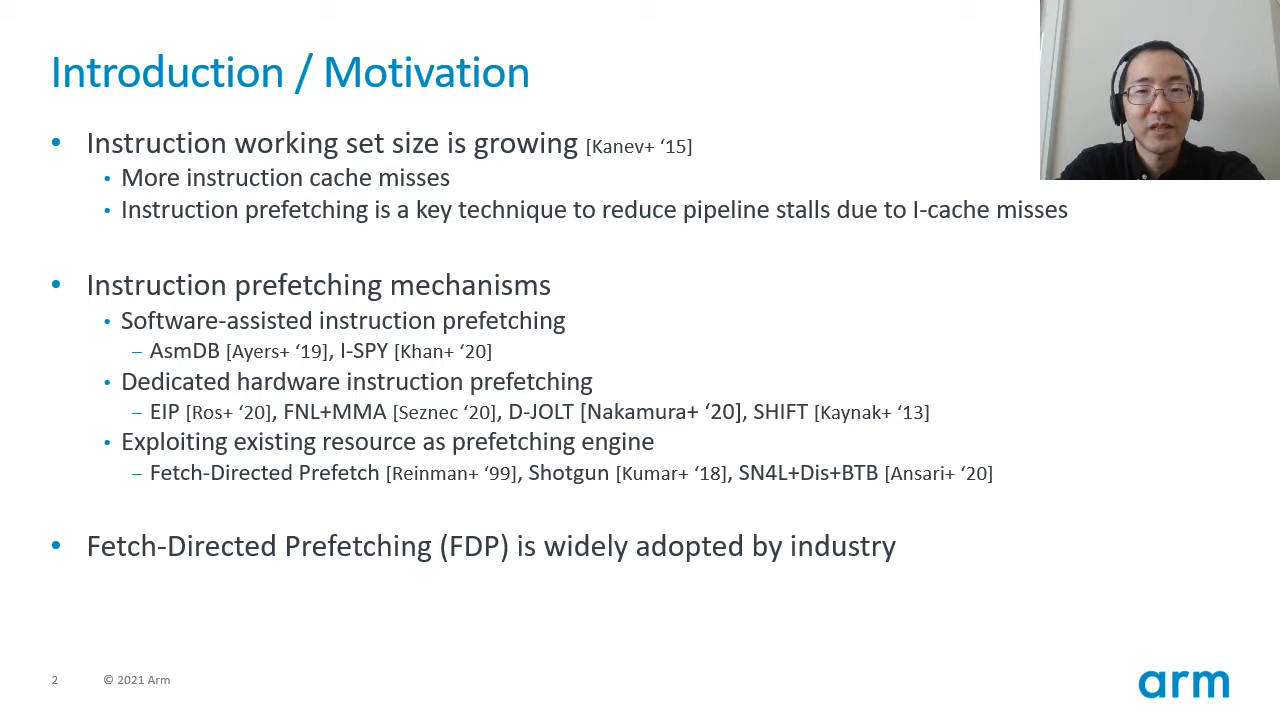 Introduction / Motivation
• Instruction working set size is growing [Kanev+ ‘15]
• More instruction cache misses
• Instruction prefetching is a key technique to reduce pipeline stalls due to I-cache misses
• Instruction prefetching mechanisms
• Software-assisted instruction prefetching
– AsmDB [Ayers+ ‘19], I-SPY [Khan+ ‘20]
• Dedicated hardware instruction prefetching
– EIP [Ros+ ‘20], FNL+MMA [Seznec ‘20], D-JOLT [Nakamura+ ‘20], SHIFT [Kaynak+ ‘13]
• Exploiting existing resource as prefetching engine
– Fetch-Directed Prefetch [Reinman+ ‘99], Shotgun [Kumar+ ‘18], SN4L+Dis+BTB [Ansari+ ‘20]
• Fetch-Directed Prefetching (FDP) is widely adopted by industry
2 © 2021 Arm
arm